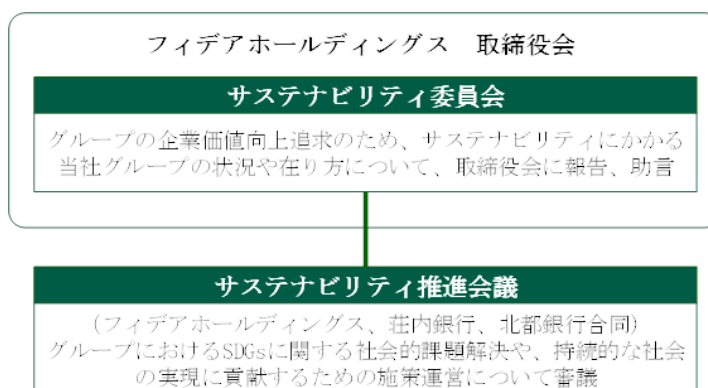 フィデアホールディングス　取締役会
サステナビリティ委員会
グループの企業価値向上追求のため、サステナビリティにかかる
当社グループの状況や在り方について、取締役会に報告、助言
サステナビリティ推進会議
（フィデアホールディングス、荘内銀行、北都銀行合同）
グループにおけるSDGsに関する社会的課題解決や、持続的な社会
の実現に貢献するための施策運営について審議